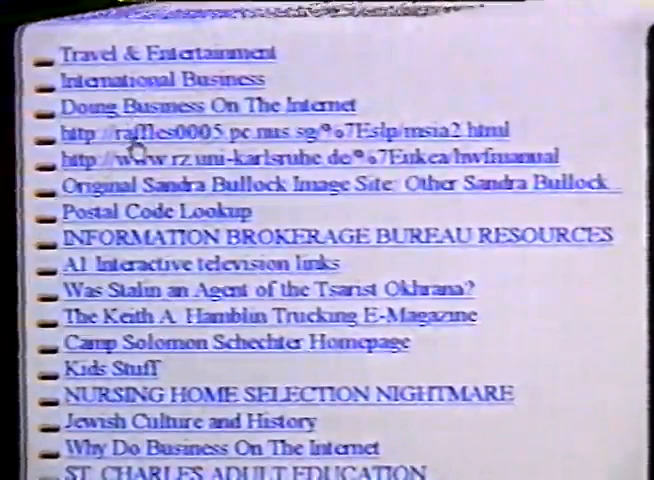 Travel & Entertainment
International Business
Doing Business On The Internet
http://raffles0005.pc.nus.sg/%7Eslp/msia2.html
http://www.rz.uni-karlsruhe.de/%7Eukea/hwfmanual
Original Sandra Bullock Image Site: Other Sandra Bullock
Postal Code Lookup
INFORMATION BROKERAGE BUREAU RESOURCES
A1 Interactive television links
Was Stalin an Agent of the Tsarist Okhrana?
The Keith A. Hamblin Trucking E-Magazine
Camp Solomon Schechter Homepage
Kids Stuff
NURSING HOME SELECTION NIGHTMARE
Jewish Culture and History
Why Do Business On The Internet
ST. CHARLES ADULT EDUCATION